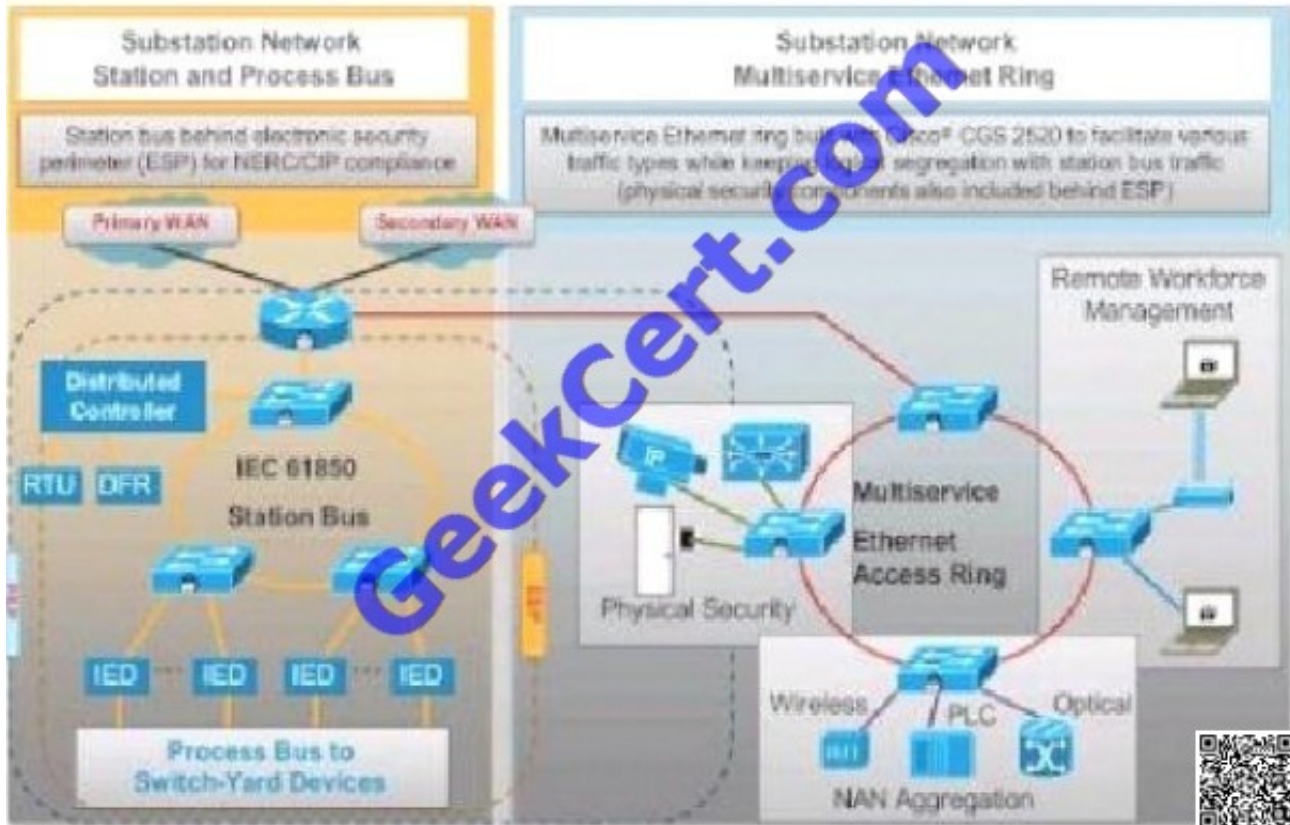 Substation Network
Station and Process Bus
Station bus behind electronic security
perimeter (ESP) for NERC/CIP compliance
Primary WAN
Secondary WAN
Distributed
Controller
RTU
DFR
IEC 61850
Station Bus
IED
IED
IED
IED
Process Bus to
Switch-Yard Devices
Substation Network
Multiservice Ethernet Ring
Multiservice Ethernet ring built with Cisco® CGS 2520 to facilitate various
traffic types while keeping logical segregation with station bus traffic
(physical security components also included behind ESP)
Remote Workforce
Management
IP
Physical Security
Multiservice
Ethernet
Access Ring
Wireless
PLC
Optical
NAN Aggregation
GeekCert.com